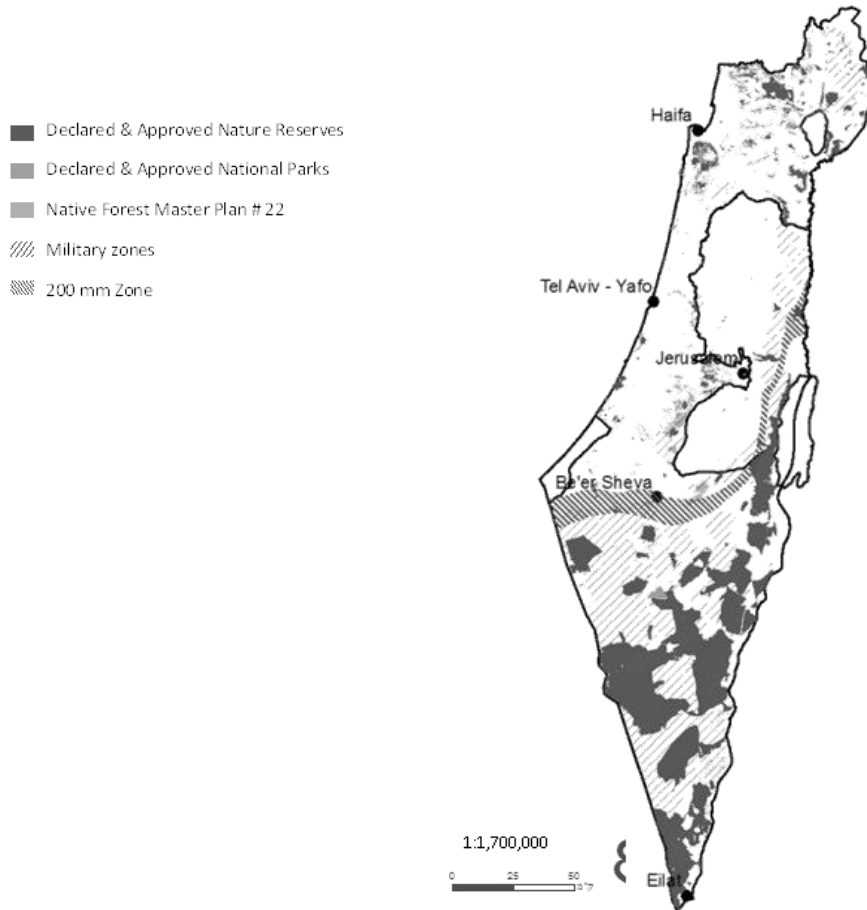 Declared & Approved Nature Reserves
Declared & Approved National Parks
Native Forest Master Plan # 22
Military zones
200 mm Zone
Haifa
Tel Aviv - Yafo
Jerusalem
Be'er Sheva
1:1,700,000
0 25 50 ק"מ
Eilat